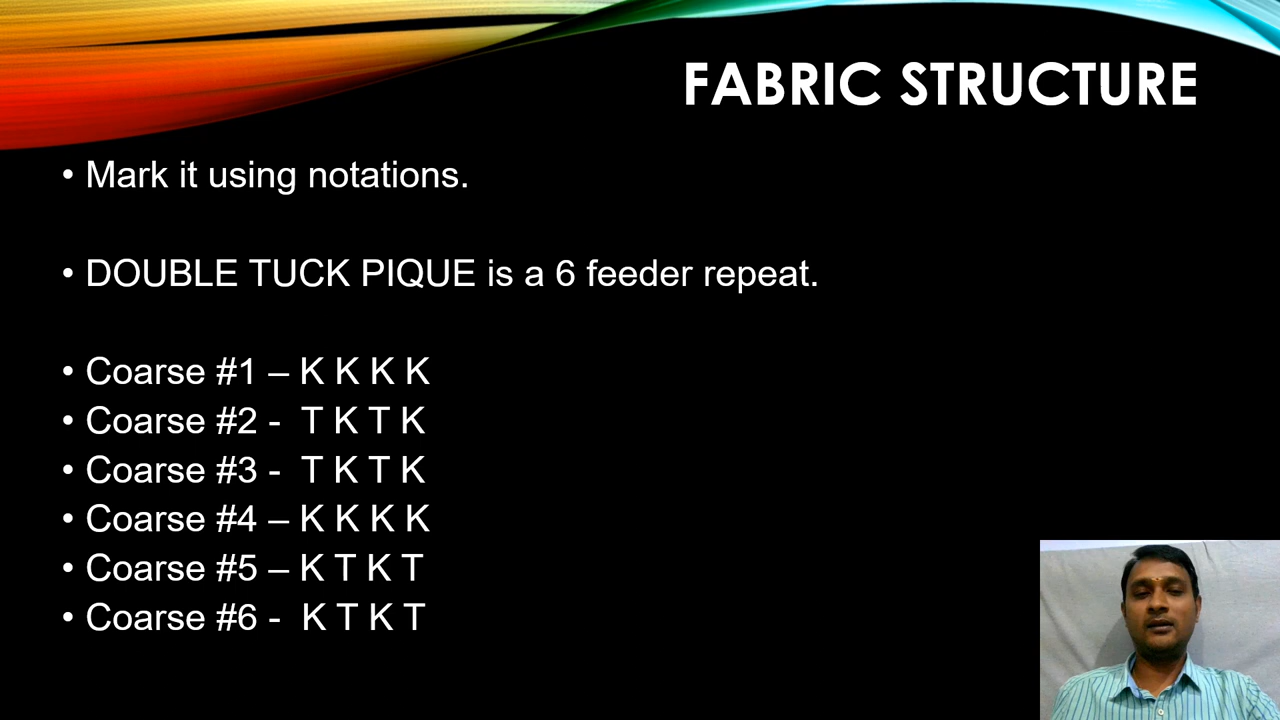 FABRIC STRUCTURE
• Mark it using notations.
• DOUBLE TUCK PIQUE is a 6 feeder repeat.
• Coarse #1 – K K K K
• Coarse #2 - T K T K
• Coarse #3 - T K T K
• Coarse #4 – K K K K
• Coarse #5 – K T K T
• Coarse #6 - K T K T